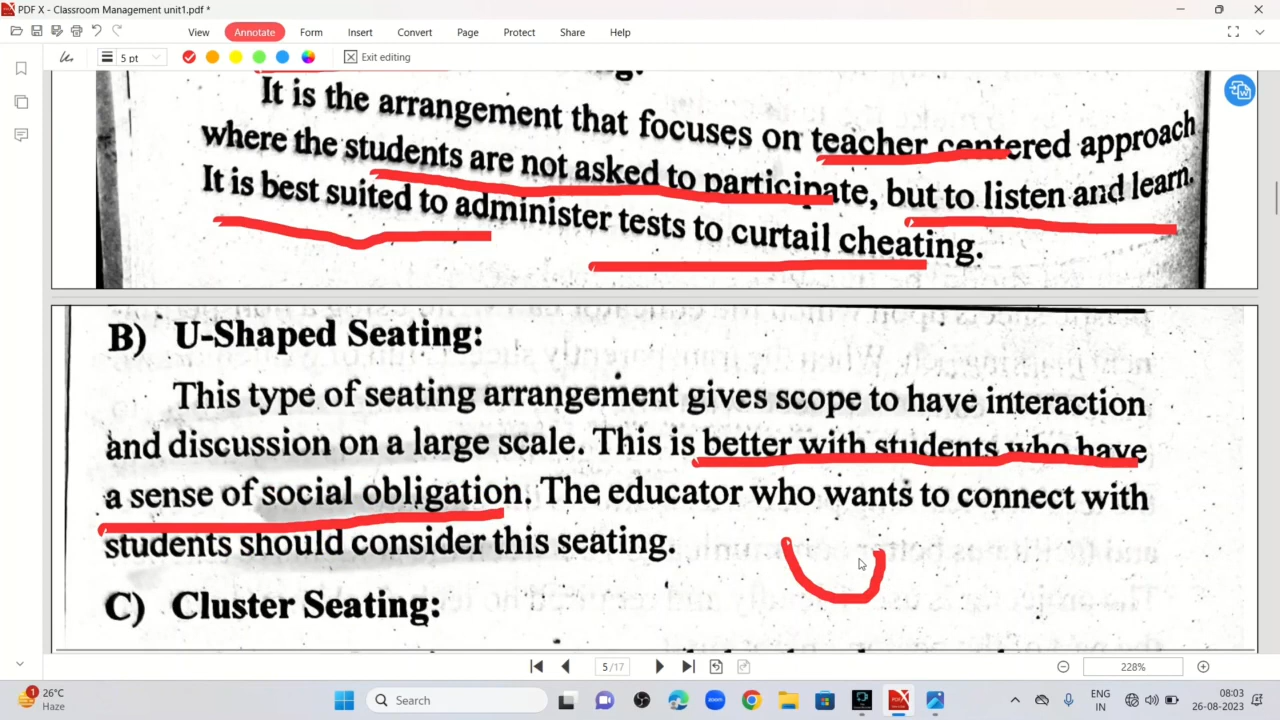 PDF X - Classroom Management unit1.pdf *
View Annotate Form Insert Convert Page Protect Share Help
5 pt Exit editing
It is the arrangement that focuses on teacher centered approach
where the students are not asked to participate, but to listen and learn.
It is best suited to administer tests to curtail cheating.
B) U-Shaped Seating:
This type of seating arrangement gives scope to have interaction
and discussion on a large scale. This is better with students who have
a sense of social obligation. The educator who wants to connect with
students should consider this seating.
C) Cluster Seating:
5 /17 228%
1 26°C Haze Search zoom ENG IN 08:03 26-08-2023